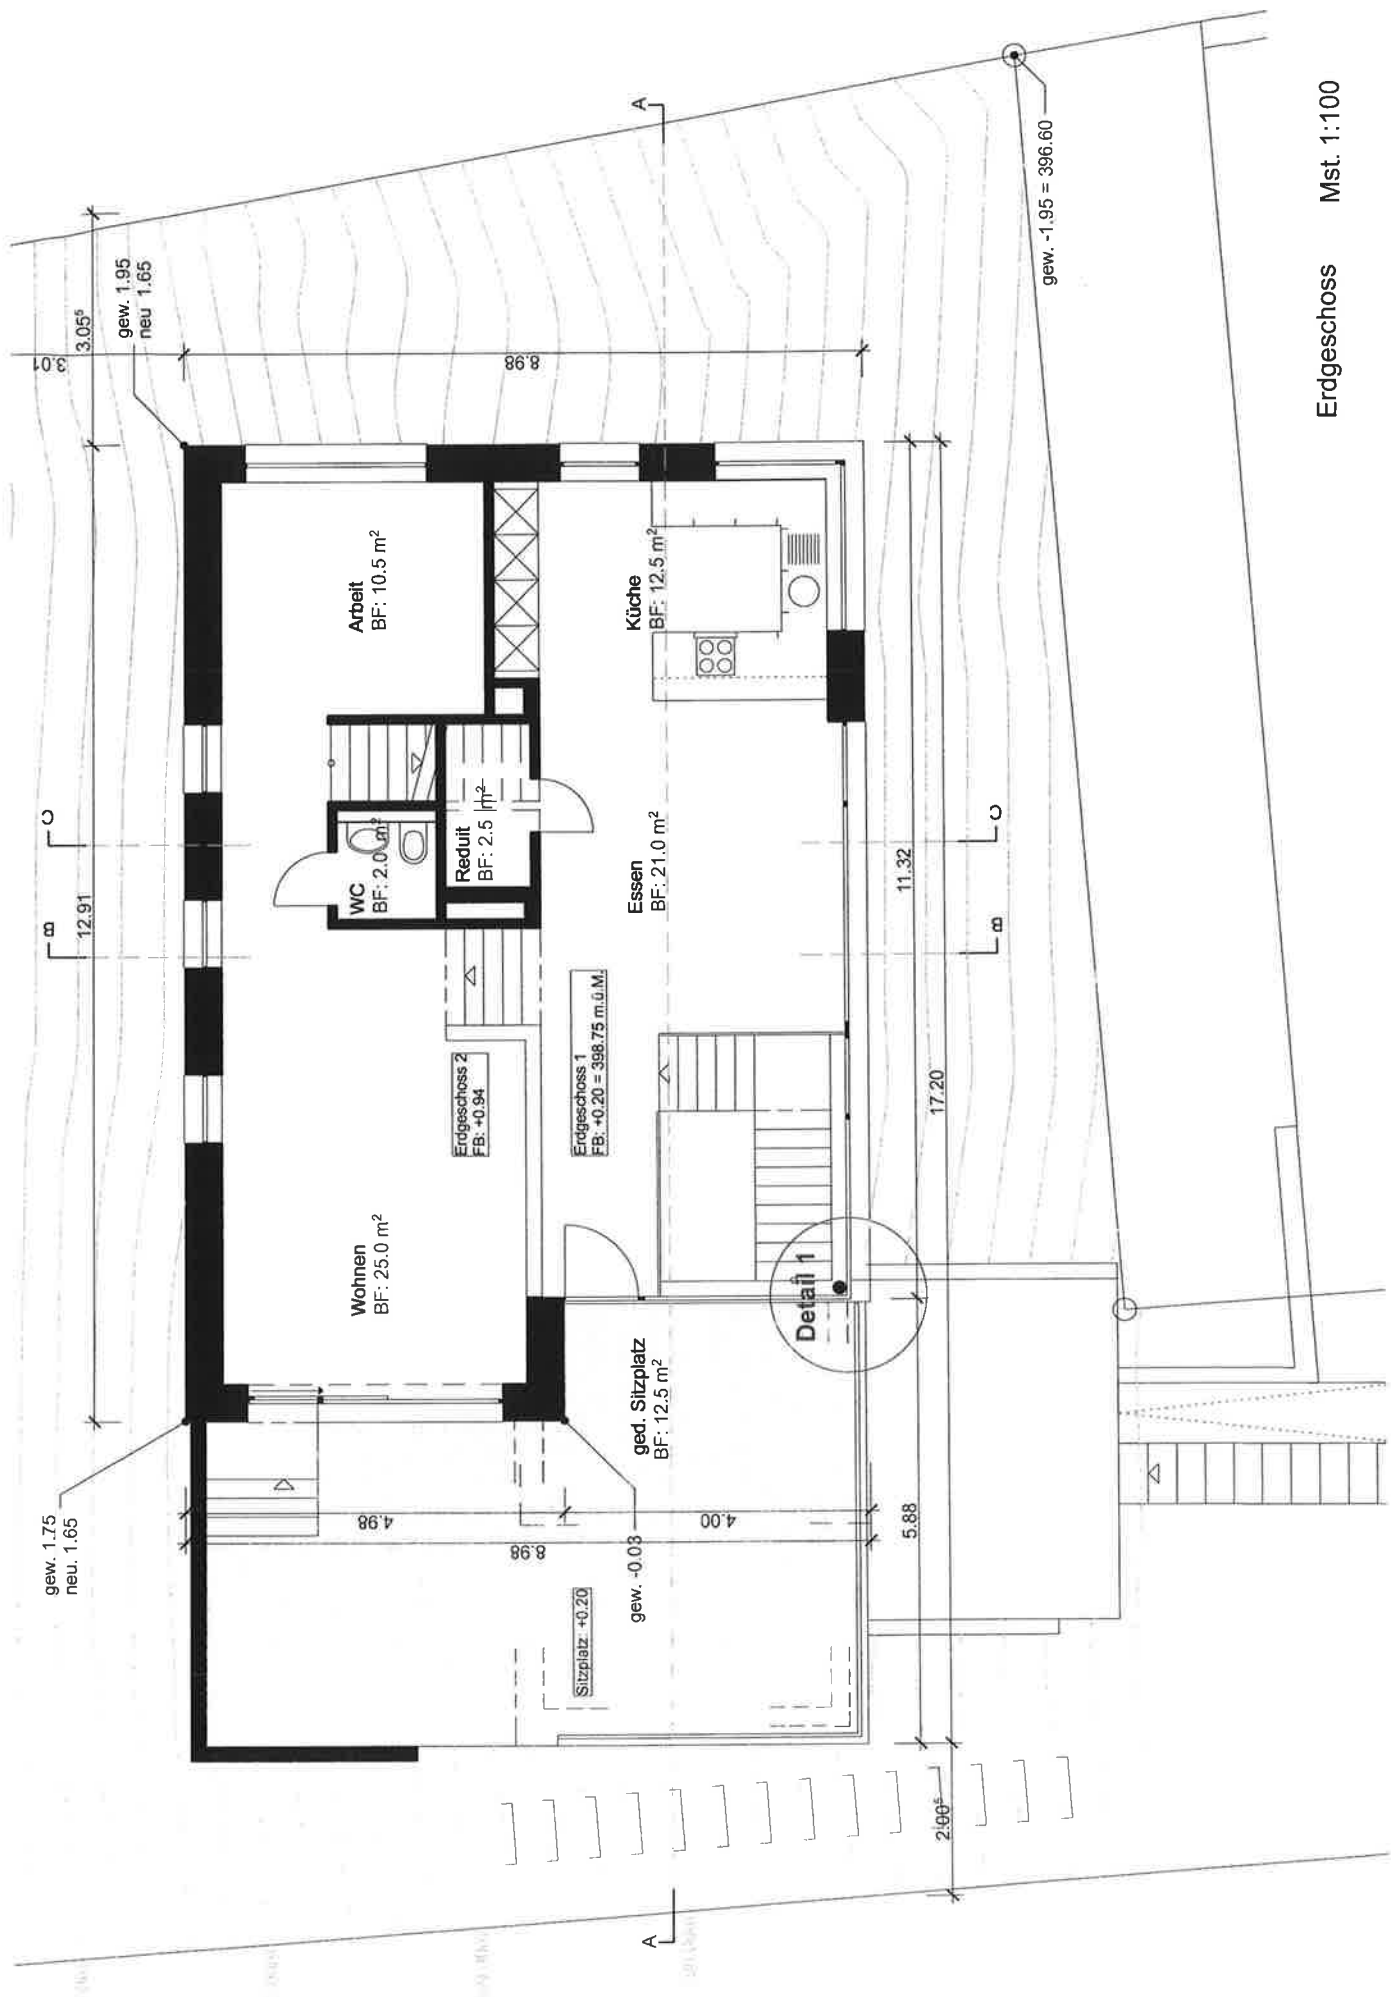 3.01
3.05⁵
gew. 1.95
neu 1.65
8.98
A
gew. -1.95 = 396.60
Erdgeschoss Mst. 1:100
Arbeit
BF: 10.5 m²
Küche
BF: 12.5 m²
C
B
12.91
WC
BF: 2.0 m²
Reduit
BF: 2.5 m²
Essen
BF: 21.0 m²
C
B
11.32
17.20
Erdgeschoss 2
FB: +0.94
Erdgeschoss 1
FB: +0.20 = 398.75 m.ü.M.
Wohnen
BF: 25.0 m²
Detail 1
ged. Sitzplatz
BF: 12.5 m²
gew. 1.75
neu. 1.65
4.98
8.98
4.00
5.88
gew. -0.03
Sitzplatz: +0.20
2.00⁵
A